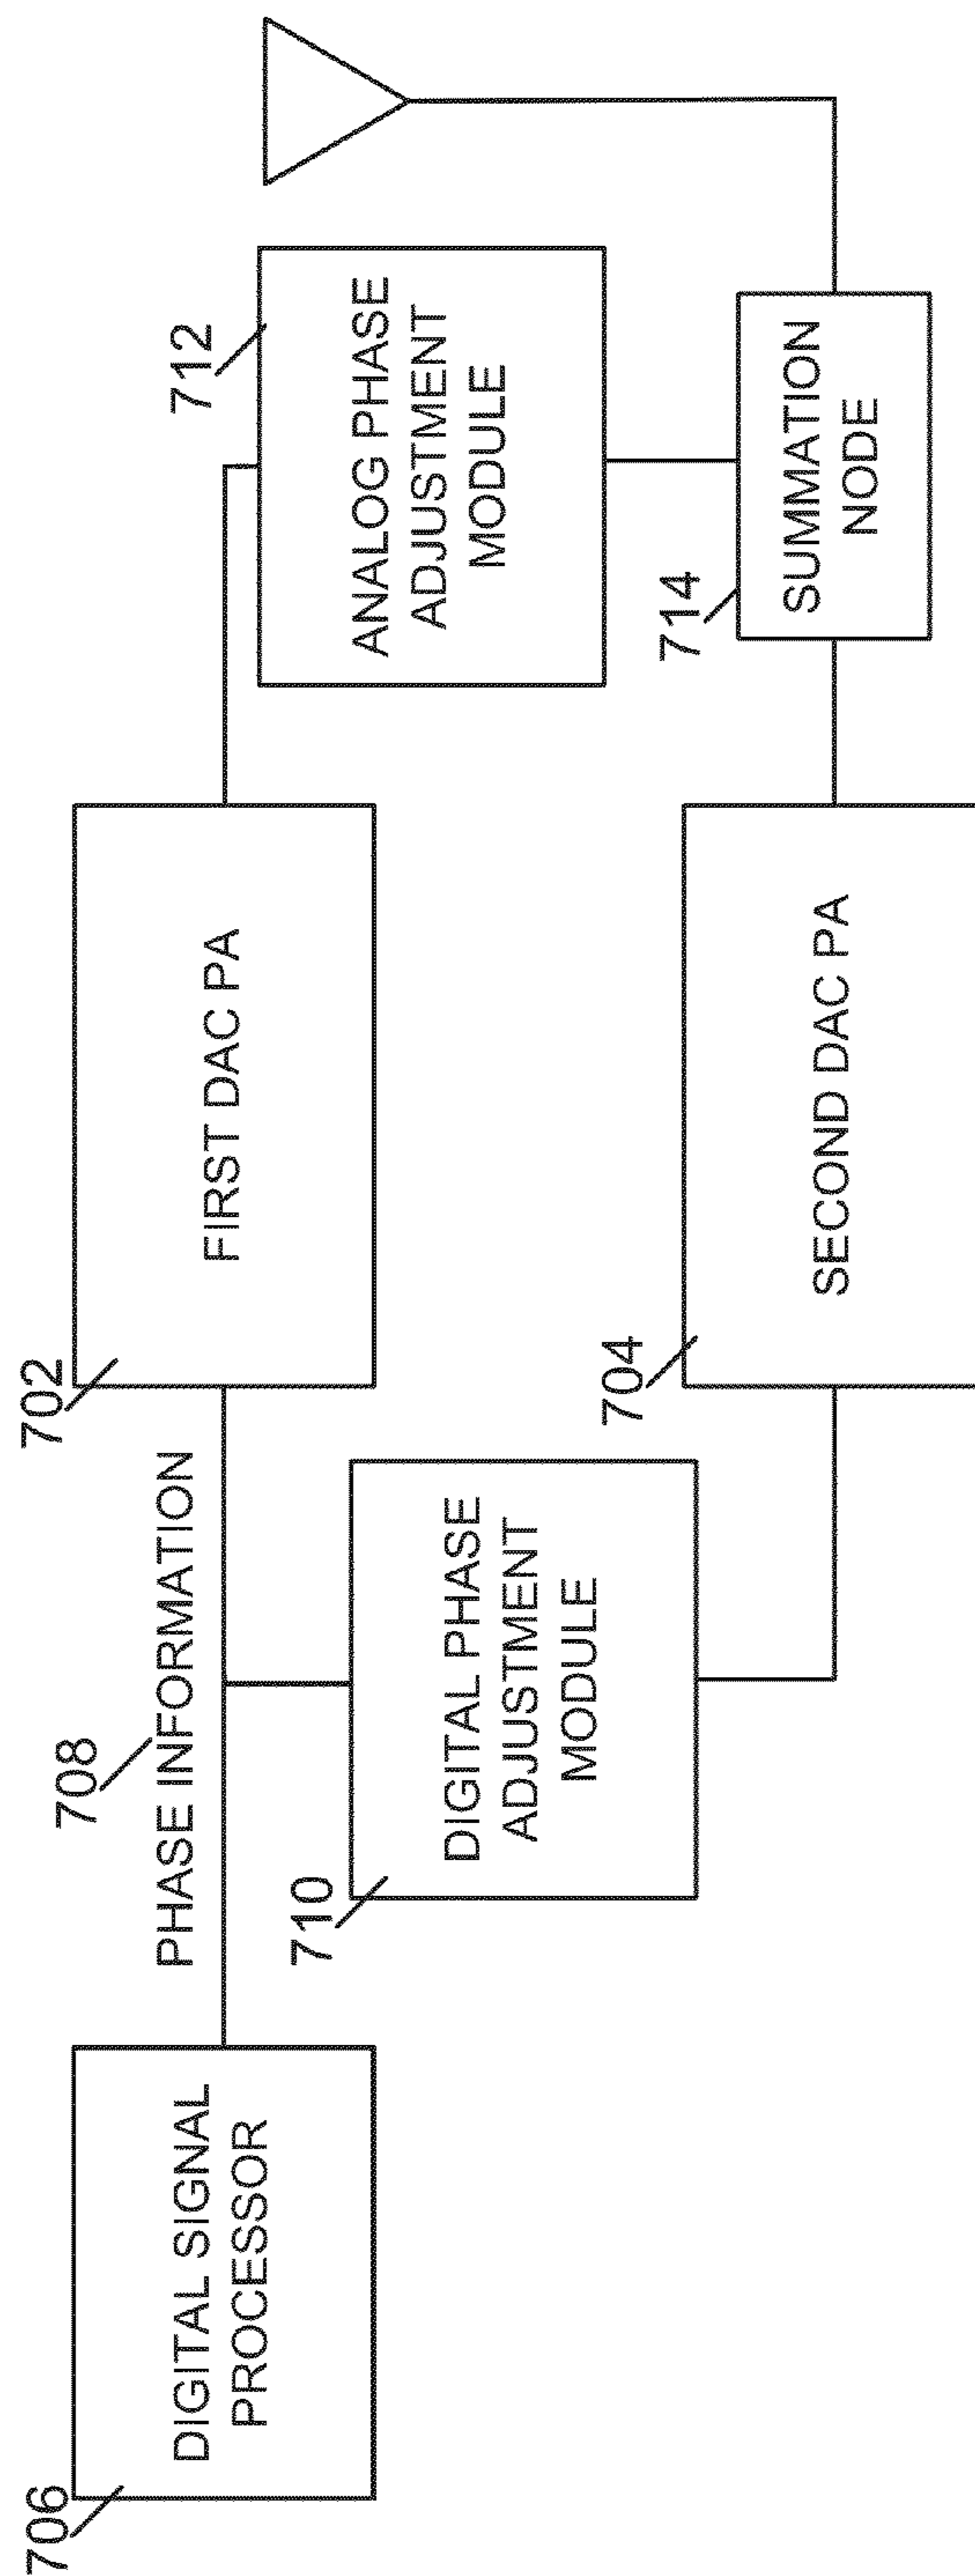 706
DIGITAL SIGNAL
PROCESSOR
708
PHASE INFORMATION
710
DIGITAL PHASE
ADJUSTMENT
MODULE
702
FIRST DAC PA
704
SECOND DAC PA
712
ANALOG PHASE
ADJUSTMENT
MODULE
714
SUMMATION
NODE